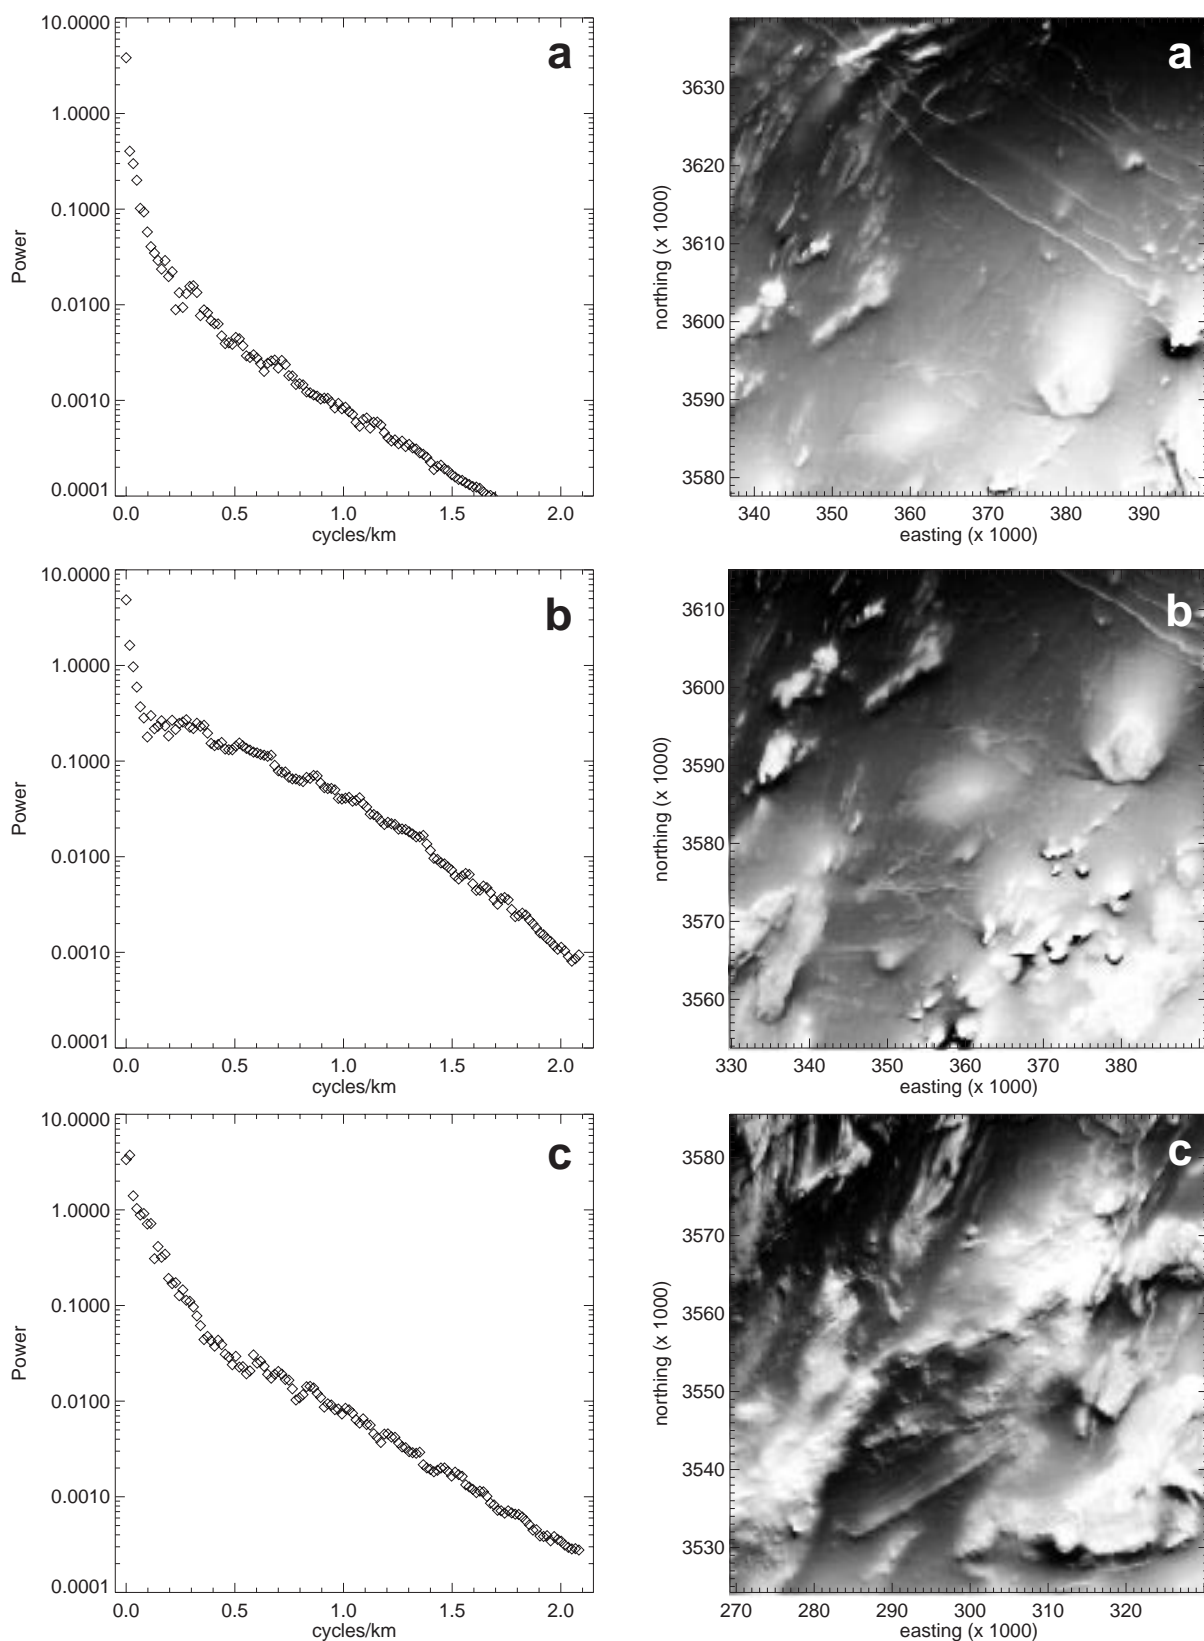 a
10.0000
1.0000
0.1000
0.0100
0.0010
0.0001
Power
0.0 0.5 1.0 1.5 2.0
cycles/km
a
3630
3620
3610
3600
3590
3580
northing (x 1000)
340 350 360 370 380 390
easting (x 1000)
b
10.0000
1.0000
0.1000
0.0100
0.0010
0.0001
Power
0.0 0.5 1.0 1.5 2.0
cycles/km
b
3610
3600
3590
3580
3570
3560
northing (x 1000)
330 340 350 360 370 380
easting (x 1000)
c
10.0000
1.0000
0.1000
0.0100
0.0010
0.0001
Power
0.0 0.5 1.0 1.5 2.0
cycles/km
c
3580
3570
3560
3550
3540
3530
northing (x 1000)
270 280 290 300 310 320
easting (x 1000)